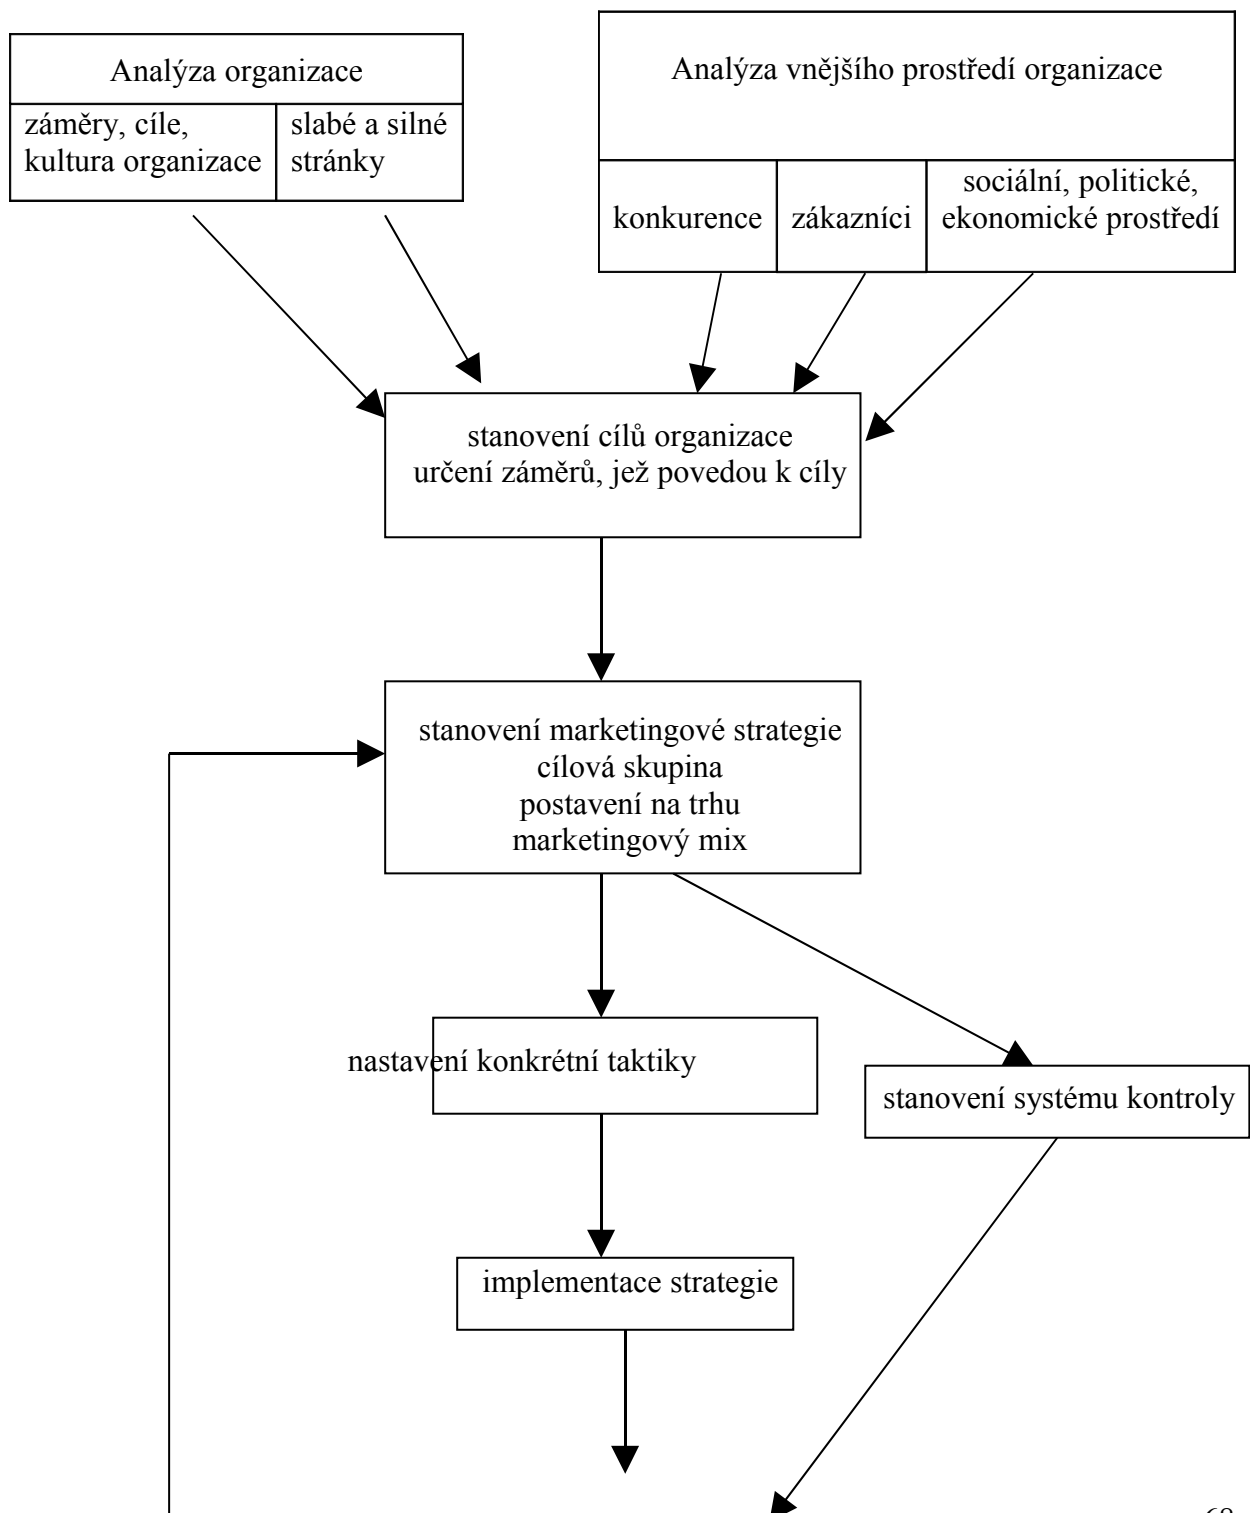 Analýza organizace
záměry, cíle,
kultura organizace
slabé a silné
stránky
Analýza vnějšího prostředí organizace
konkurence
zákazníci
sociální, politické,
ekonomické prostředí
stanovení cílů organizace
určení záměrů, jež povedou k cíly
stanovení marketingové strategie
cílová skupina
postavení na trhu
marketingový mix
nastavení konkrétní taktiky
stanovení systému kontroly
implementace strategie